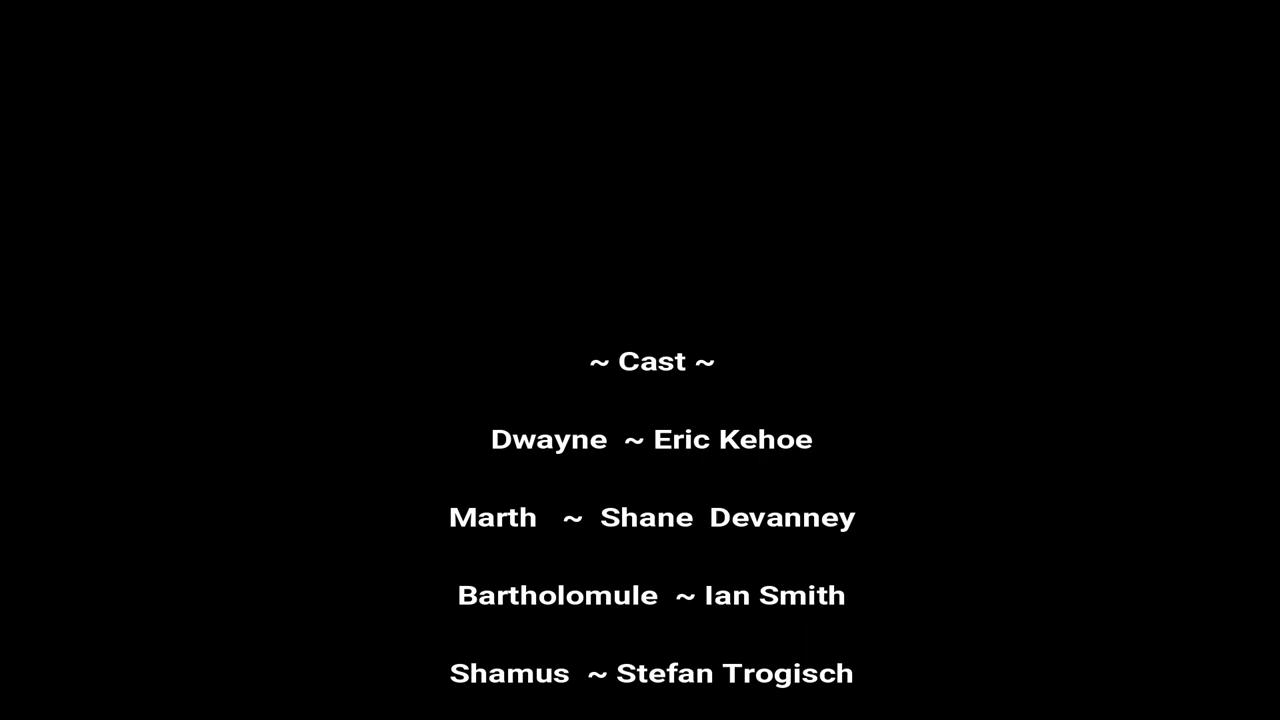 ~ Cast ~
Dwayne ~ Eric Kehoe
Marth ~ Shane Devanney
Bartholomule ~ Ian Smith
Shamus ~ Stefan Trogisch